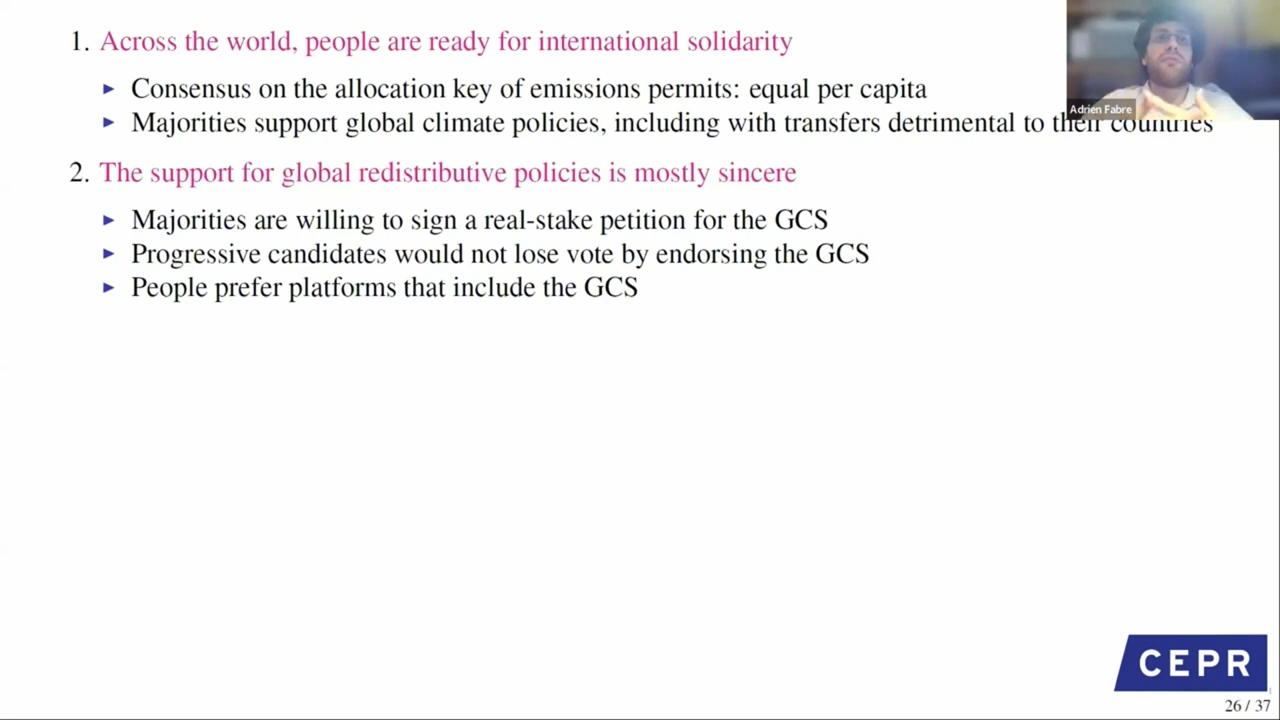 1. Across the world, people are ready for international solidarity
Adrien Fabre
► Consensus on the allocation key of emissions permits: equal per capita
► Majorities support global climate policies, including with transfers detrimental to their countries
2. The support for global redistributive policies is mostly sincere
► Majorities are willing to sign a real-stake petition for the GCS
► Progressive candidates would not lose vote by endorsing the GCS
► People prefer platforms that include the GCS
CEPR
26 / 37